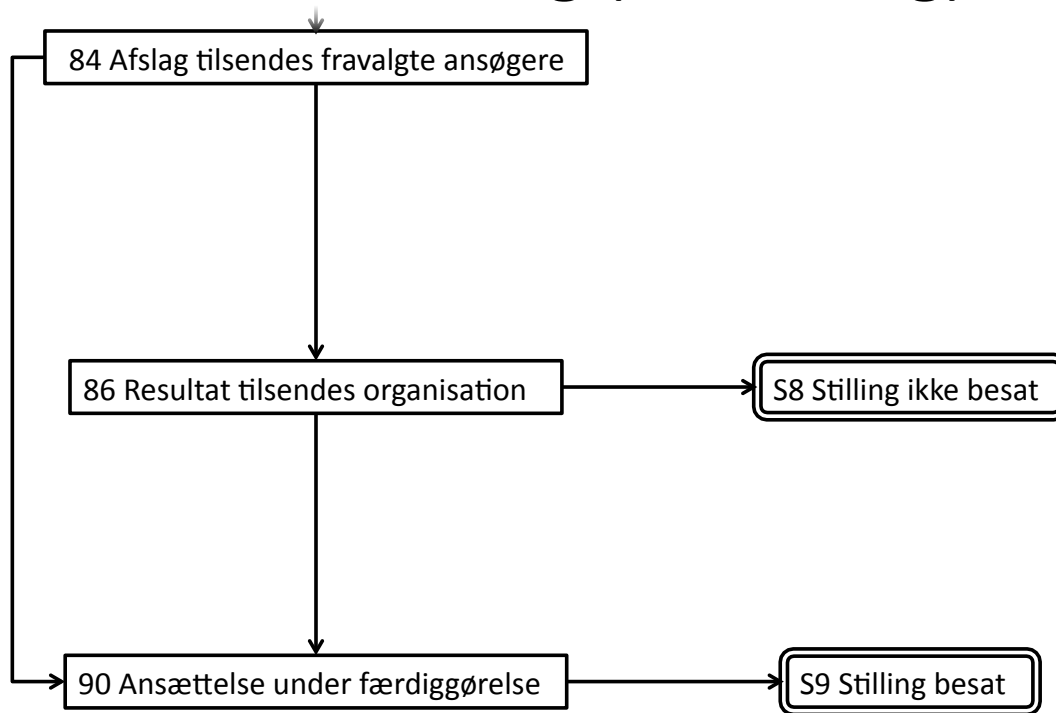 84 Afslag tilsendes fravalgte ansøgere
86 Resultat tilsendes organisation
S8 Stilling ikke besat
90 Ansættelse under færdiggørelse
S9 Stilling besat